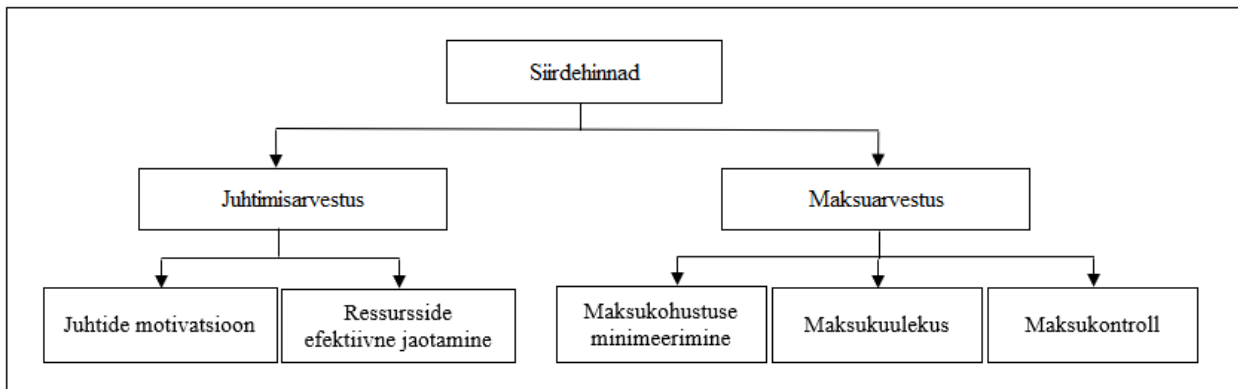 Siirdehinnad
Juhtimisarvestus
Maksuarvestus
Juhtide motivatsioon
Ressursside
efektiivne jaotamine
Maksukohustuse
minimeerimine
Maksukuulekus
Maksukontroll